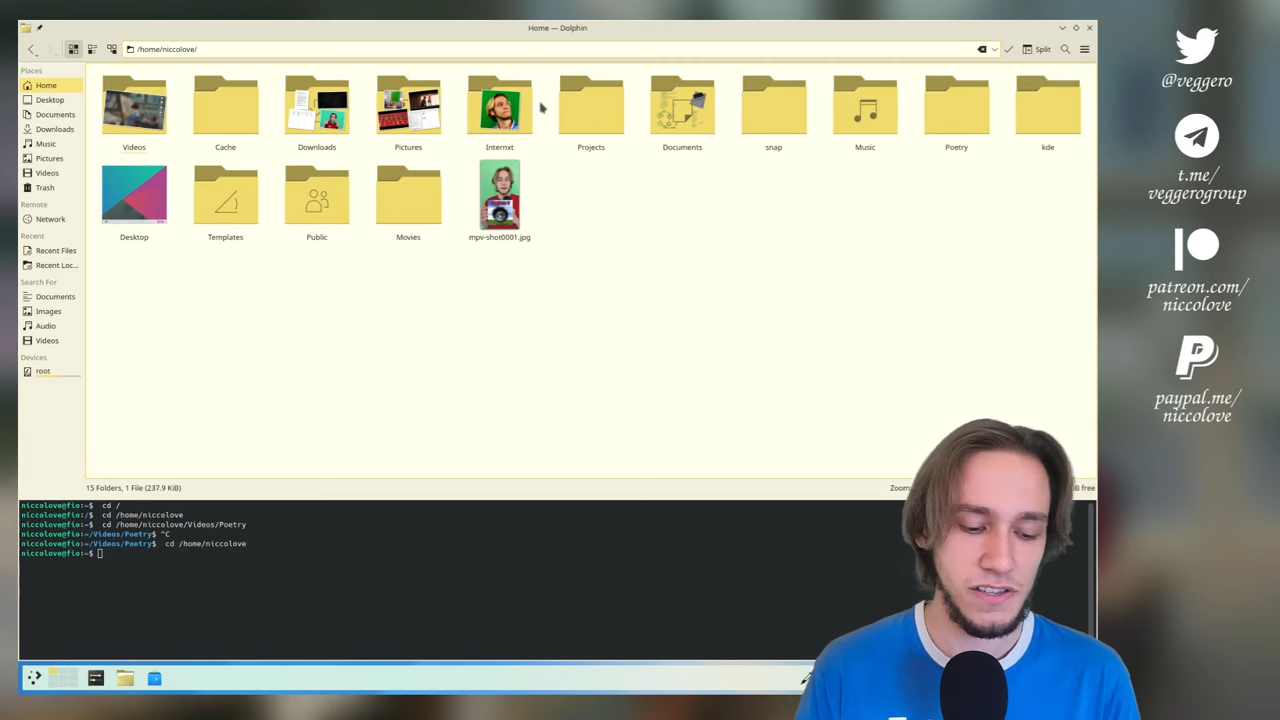 Home — Dolphin
/home/niccolove/
Split
Places
Home
Desktop
Documents
Downloads
Music
Pictures
Videos
Trash
Remote
Network
Recent
Recent Files
Recent Loc...
Search For
Documents
Images
Audio
Videos
Devices
root
Videos
Cache
Downloads
Pictures
Internxt
Projects
Documents
snap
Music
Poetry
kde
Desktop
Templates
Public
Movies
mpv-shot0001.jpg
15 Folders, 1 File (237.9 KiB)
Zoom:
free
niccolove@fio:~$ cd /
niccolove@fio:/$ cd /home/niccolove
niccolove@fio:~$ cd /home/niccolove/Videos/Poetry
niccolove@fio:~/Videos/Poetry$ ^C
niccolove@fio:~/Videos/Poetry$ cd /home/niccolove
niccolove@fio:~$
@veggero
t.me/
veggerogroup
patreon.com/
niccolove
paypal.me/
niccolove